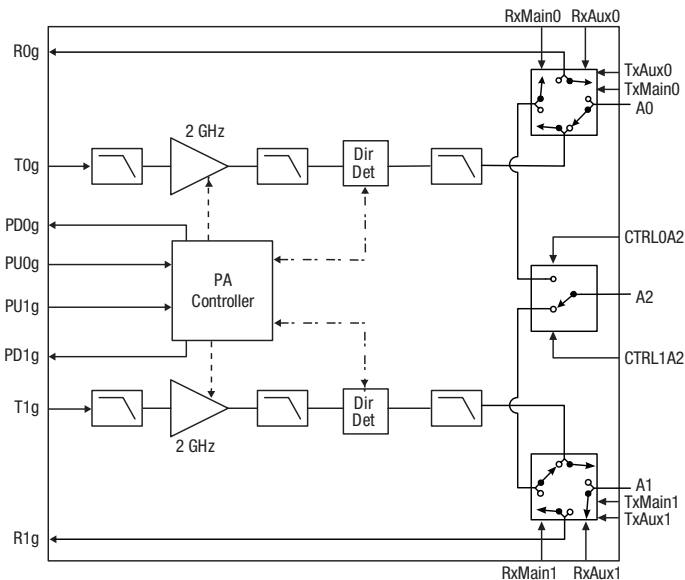 RxMain0 RxAux0
R0g
TxAux0
TxMain0
A0
2 GHz
Dir
Det
T0g
PD0g
CTRL0A2
PU0g
PA
Controller
A2
PU1g
PD1g
CTRL1A2
T1g
Dir
Det
2 GHz
A1
TxMain1
TxAux1
R1g
RxMain1 RxAux1